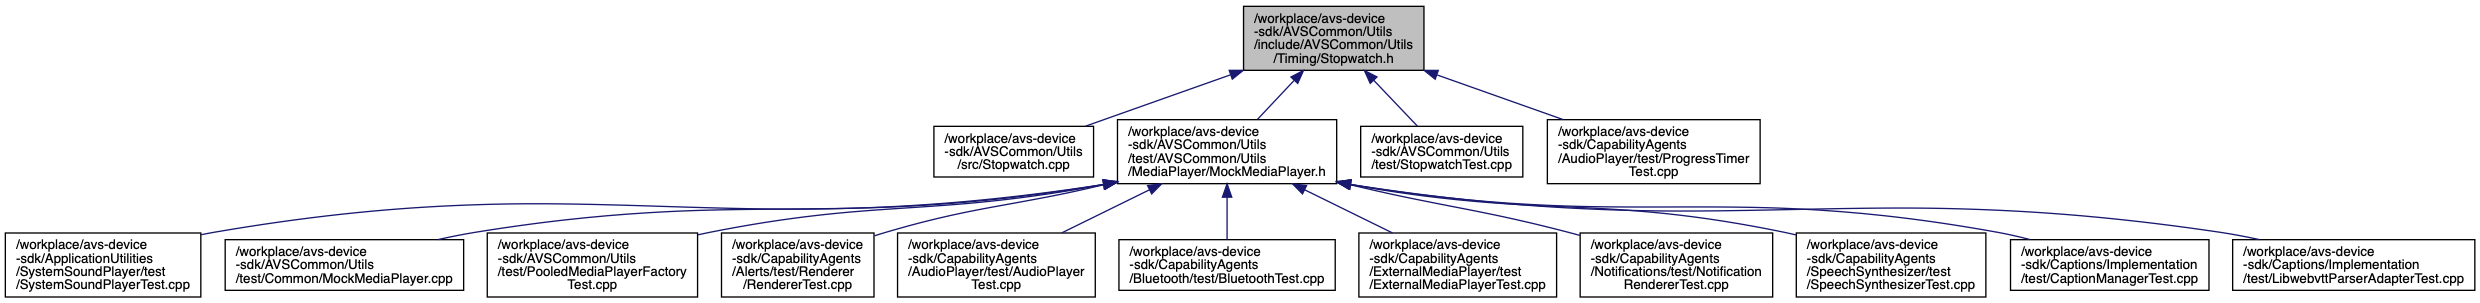 /workplace/avs-device
-sdk/AVSCommon/Utils
/include/AVSCommon/Utils
/Timing/Stopwatch.h
/workplace/avs-device
-sdk/AVSCommon/Utils
/src/Stopwatch.cpp
/workplace/avs-device
-sdk/AVSCommon/Utils
/test/AVSCommon/Utils
/MediaPlayer/MockMediaPlayer.h
/workplace/avs-device
-sdk/AVSCommon/Utils
/test/StopwatchTest.cpp
/workplace/avs-device
-sdk/CapabilityAgents
/AudioPlayer/test/ProgressTimer
Test.cpp
/workplace/avs-device
-sdk/ApplicationUtilities
/SystemSoundPlayer/test
/SystemSoundPlayerTest.cpp
/workplace/avs-device
-sdk/AVSCommon/Utils
/test/Common/MockMediaPlayer.cpp
/workplace/avs-device
-sdk/AVSCommon/Utils
/test/PooledMediaPlayerFactory
Test.cpp
/workplace/avs-device
-sdk/CapabilityAgents
/Alerts/test/Renderer
/RendererTest.cpp
/workplace/avs-device
-sdk/CapabilityAgents
/AudioPlayer/test/AudioPlayer
Test.cpp
/workplace/avs-device
-sdk/CapabilityAgents
/Bluetooth/test/BluetoothTest.cpp
/workplace/avs-device
-sdk/CapabilityAgents
/ExternalMediaPlayer/test
/ExternalMediaPlayerTest.cpp
/workplace/avs-device
-sdk/CapabilityAgents
/Notifications/test/Notification
RendererTest.cpp
/workplace/avs-device
-sdk/CapabilityAgents
/SpeechSynthesizer/test
/SpeechSynthesizerTest.cpp
/workplace/avs-device
-sdk/Captions/Implementation
/test/CaptionManagerTest.cpp
/workplace/avs-device
-sdk/Captions/Implementation
/test/LibwebvttParserAdapterTest.cpp